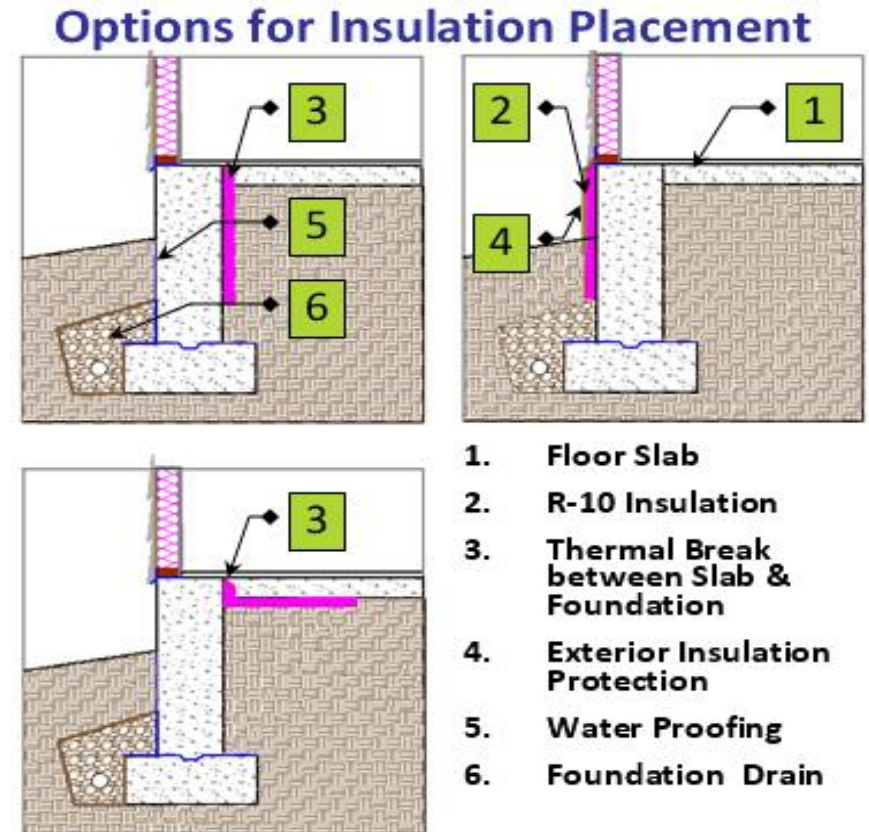 Options for Insulation Placement
3
5
6
2
1
4
3
1. Floor Slab
2. R-10 Insulation
3. Thermal Break
between Slab &
Foundation
4. Exterior Insulation
Protection
5. Water Proofing
6. Foundation Drain